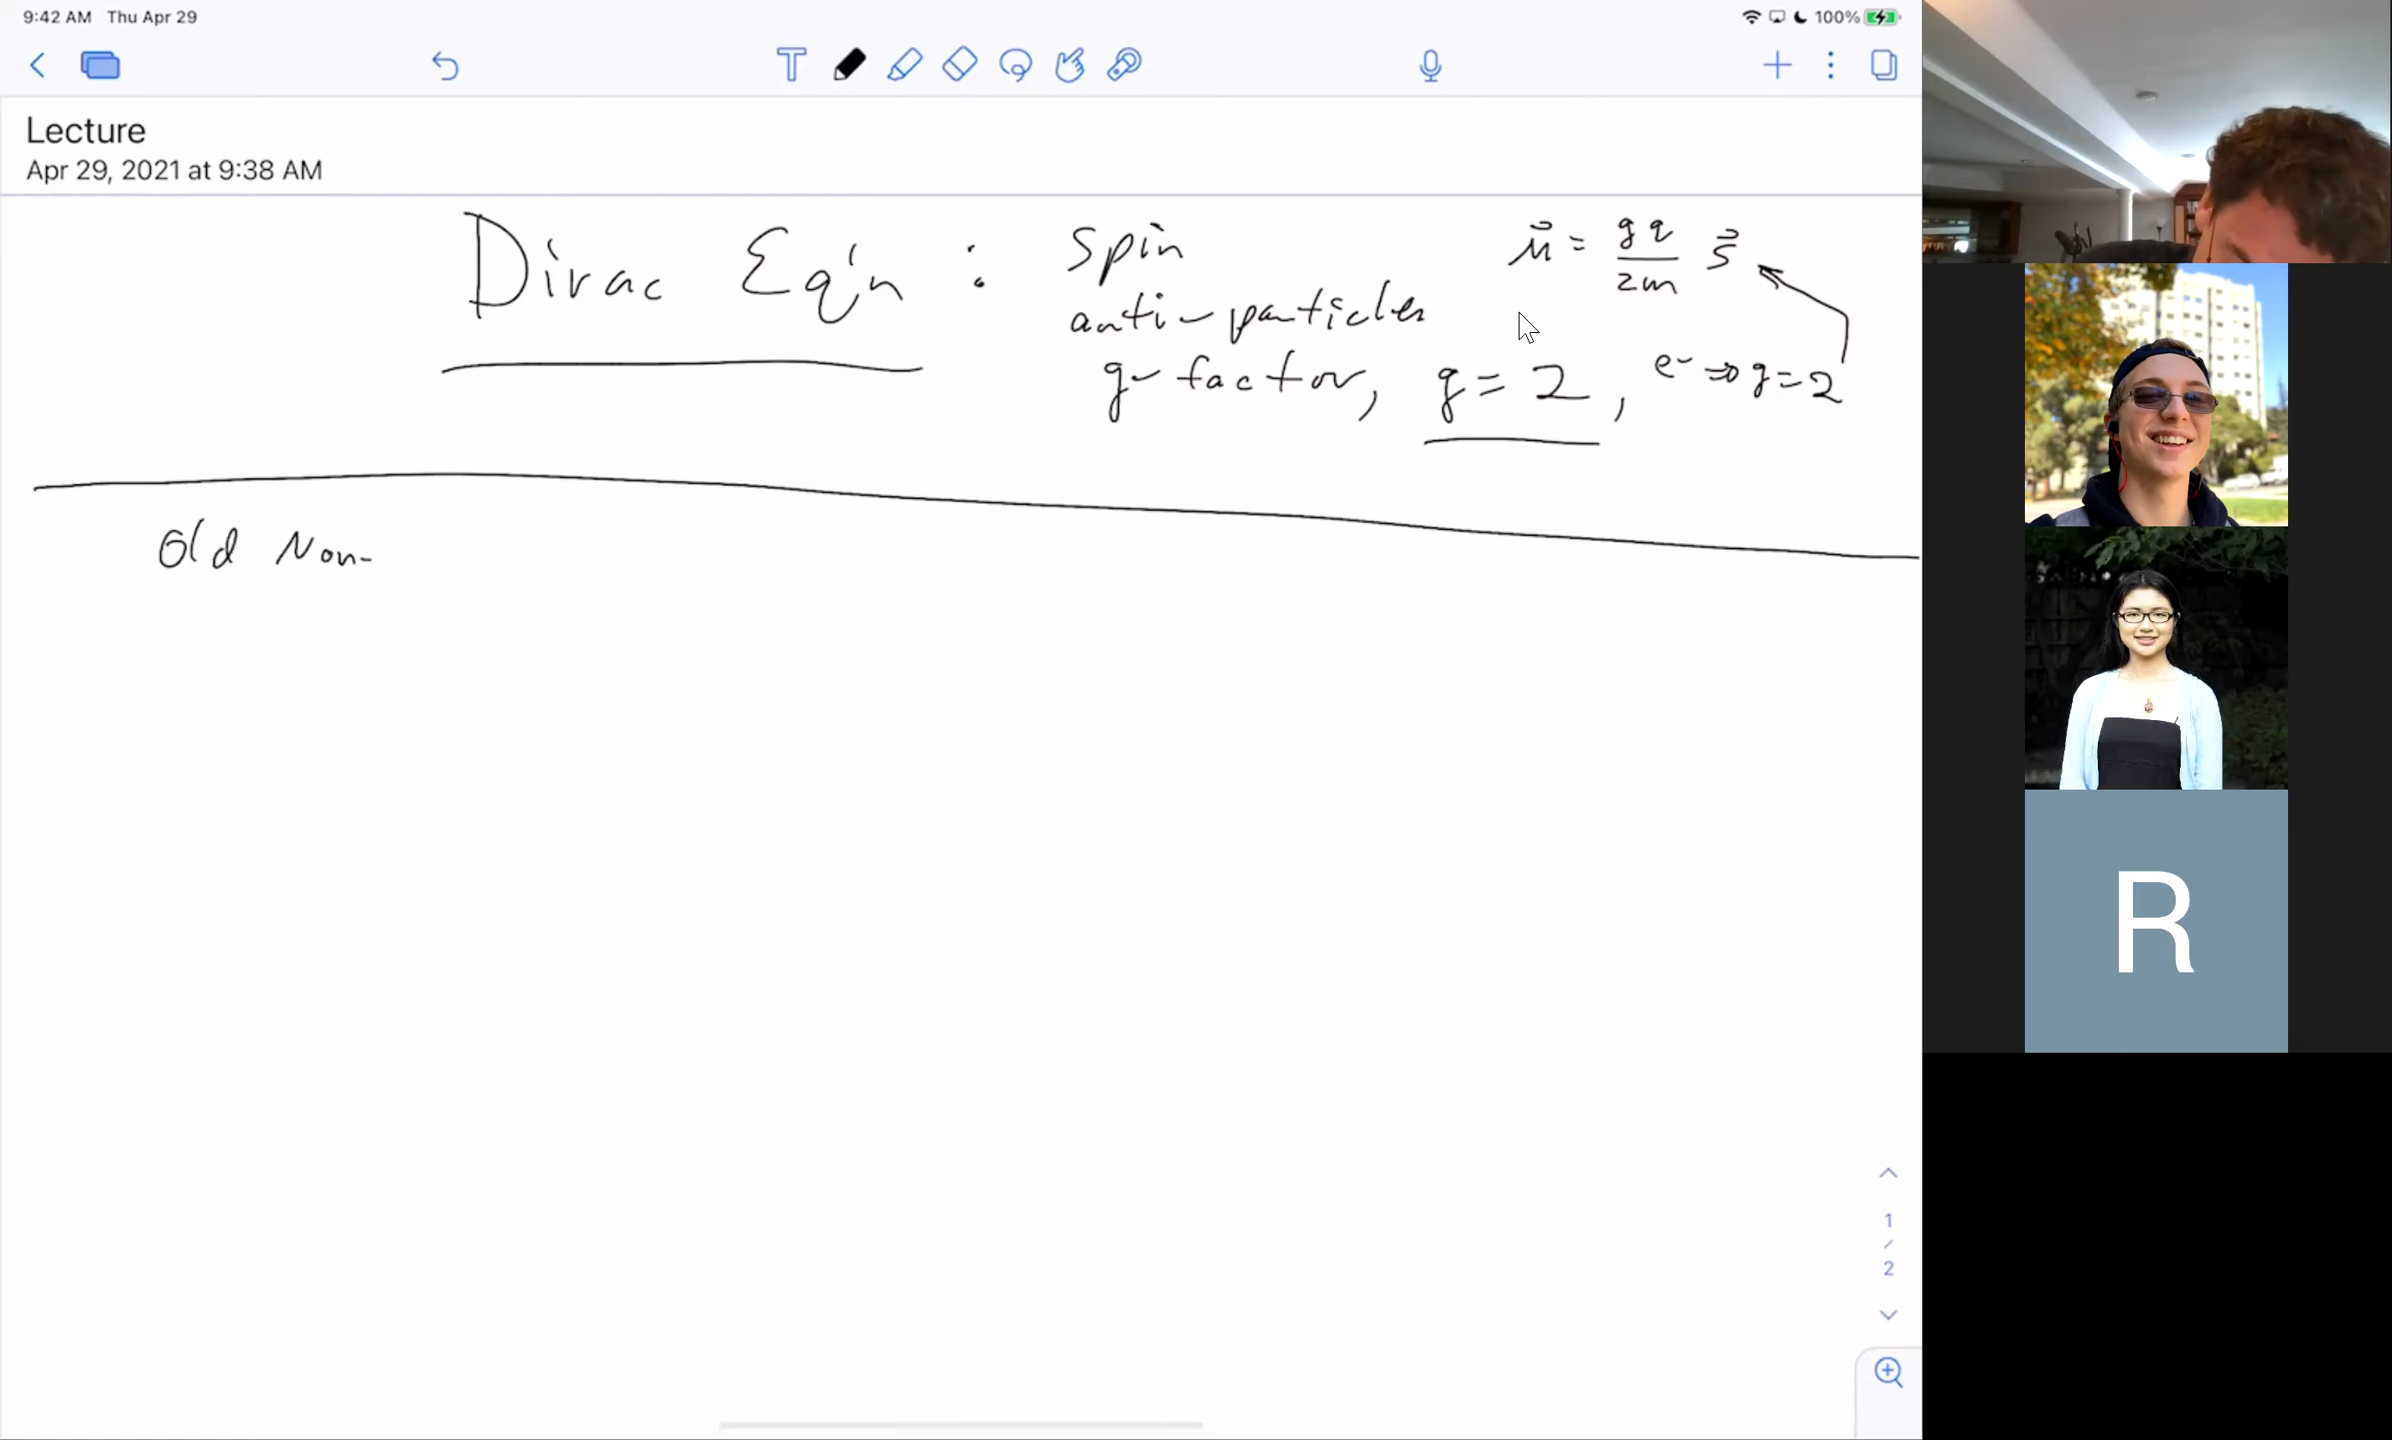 9:42 AM Thu Apr 29
100%
Lecture
Apr 29, 2021 at 9:38 AM
Dirac Eq'n : Spin
anti-particles
g-factor, g = 2, e⁻ ⇒ g = 2
μ⃗ = gq/2m S⃗
Old Non-
R
1
/
2